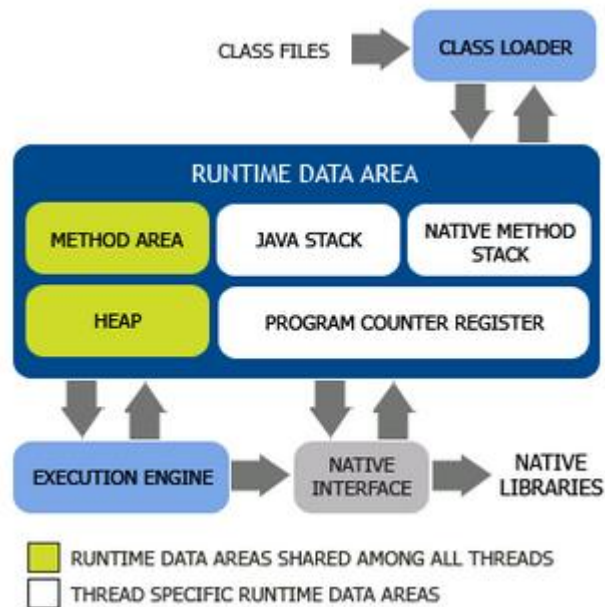 CLASS FILES
CLASS LOADER
RUNTIME DATA AREA
METHOD AREA
JAVA STACK
NATIVE METHOD
STACK
HEAP
PROGRAM COUNTER REGISTER
EXECUTION ENGINE
NATIVE
INTERFACE
NATIVE
LIBRARIES
RUNTIME DATA AREAS SHARED AMONG ALL THREADS
THREAD SPECIFIC RUNTIME DATA AREAS